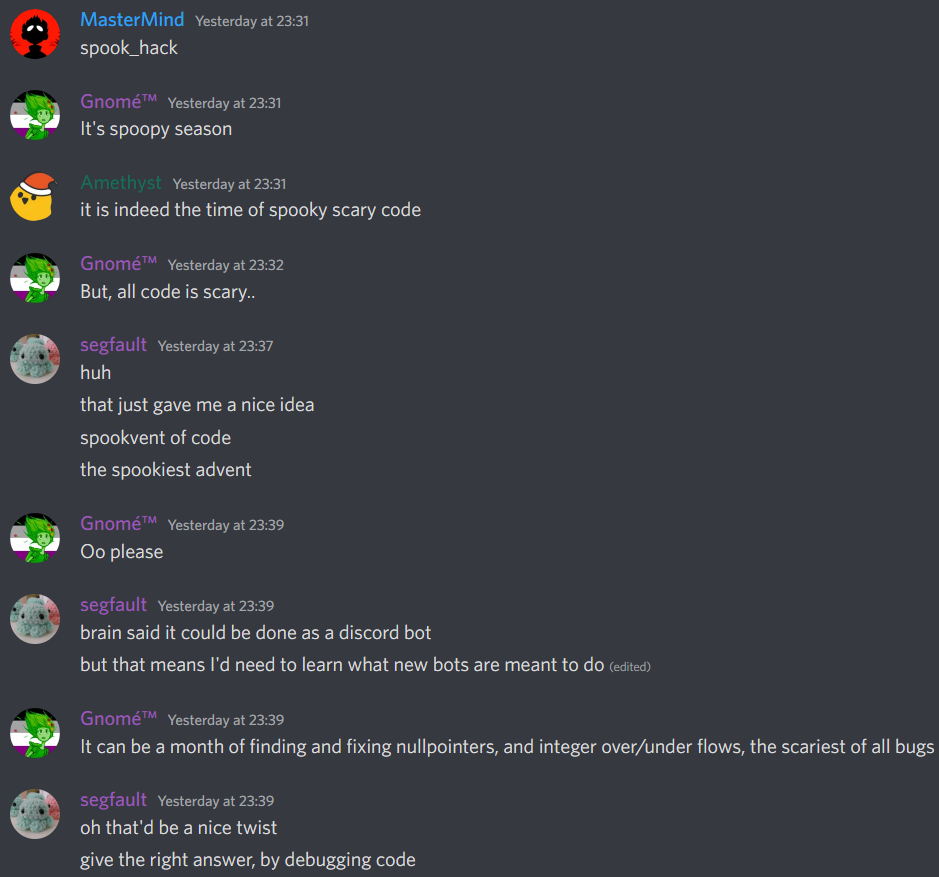 MasterMind Yesterday at 23:31
spook_hack
Gnomé™ Yesterday at 23:31
It's spoopy season
Amethyst Yesterday at 23:31
it is indeed the time of spooky scary code
Gnomé™ Yesterday at 23:32
But, all code is scary..
segfault Yesterday at 23:37
huh
that just gave me a nice idea
spookvent of code
the spookiest advent
Gnomé™ Yesterday at 23:39
Oo please
segfault Yesterday at 23:39
brain said it could be done as a discord bot
but that means I'd need to learn what new bots are meant to do (edited)
Gnomé™ Yesterday at 23:39
It can be a month of finding and fixing nullpointers, and integer over/under flows, the scariest of all bugs
segfault Yesterday at 23:39
oh that'd be a nice twist
give the right answer, by debugging code